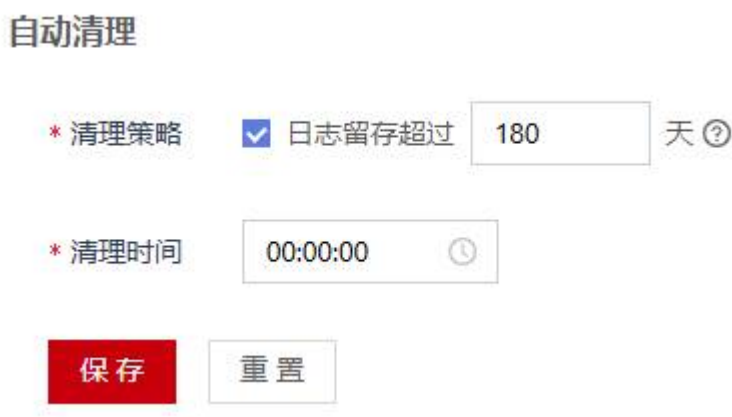 自动清理
* 清理策略 日志留存超过 180 天
* 清理时间 00:00:00
保存 重置